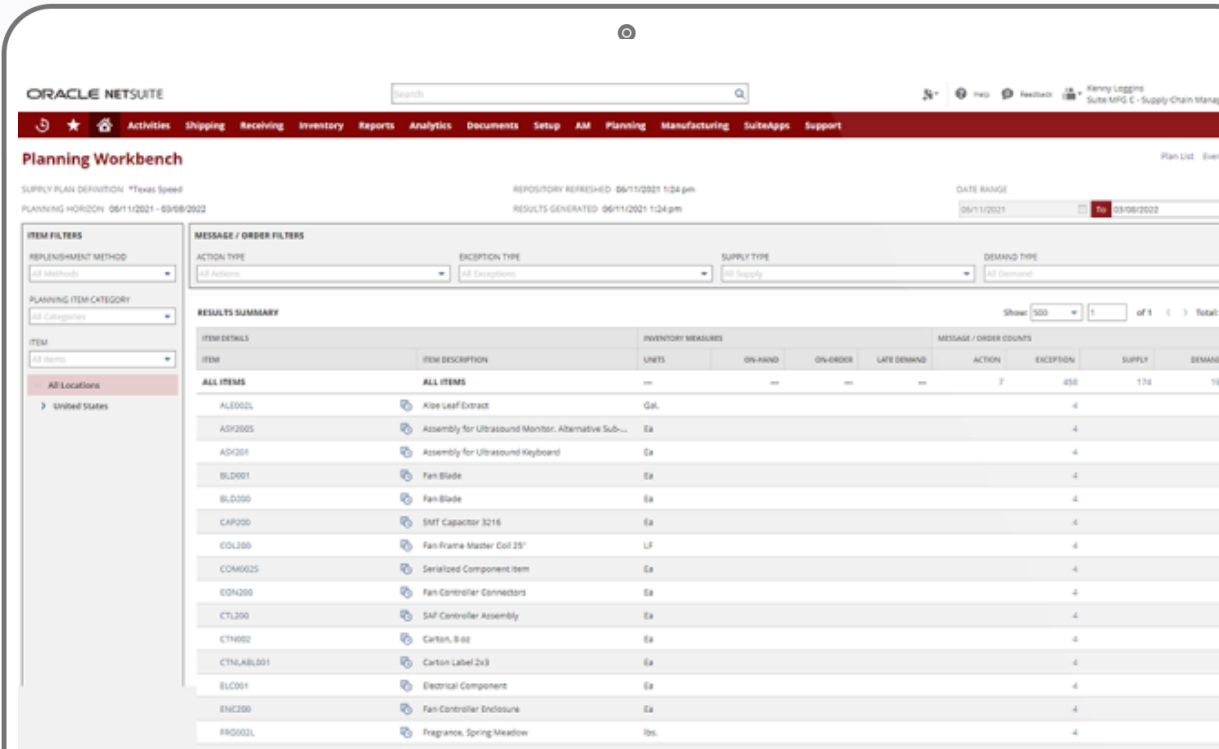 ORACLE NETSUITE
Search
Help
Feedback
Kenny Loggins
Suite MFG C - Supply Chain Manag
Activities Shipping Receiving Inventory Reports Analytics Documents Setup AM Planning Manufacturing SuiteApps Support
Planning Workbench
Plan List Even
SUPPLY PLAN DEFINITION *Texas Speed
REPOSITORY REFRESHED 06/11/2021 1:24 pm
DATE RANGE
PLANNING HORIZON 06/11/2021 - 03/08/2022
RESULTS GENERATED 06/11/2021 1:24 pm
06/11/2021 To 03/08/2022
ITEM FILTERS
MESSAGE / ORDER FILTERS
REPLENISHMENT METHOD
ACTION TYPE EXCEPTION TYPE SUPPLY TYPE DEMAND TYPE
All Methods
All Actions All Exceptions All Supply All Demand
PLANNING ITEM CATEGORY
All Categories
RESULTS SUMMARY
Show: 500 1 of 1 Total:
ITEM
All Items
All Locations
United States
ITEM DETAILS INVENTORY MEASURES MESSAGE / ORDER COUNTS
ITEM ITEM DESCRIPTION UNITS ON-HAND ON-ORDER LATE DEMAND ACTION EXCEPTION SUPPLY DEMAND
ALL ITEMS ALL ITEMS --- --- --- --- 7 458 174 19
ALE002L Aloe Leaf Extract Gal. 4
ASY200S Assembly for Ultrasound Monitor, Alternative Sub-... Ea 4
ASY201 Assembly for Ultrasound Keyboard Ea 4
BLD001 Fan Blade Ea 4
BLD200 Fan Blade Ea 4
CAP200 SMT Capacitor 3216 Ea 4
COL200 Fan Frame Master Coil 25" LF 4
COM002S Serialized Component Item Ea 4
CON200 Fan Controller Connectors Ea 4
CTL200 SAF Controller Assembly Ea 4
CTN002 Carton, 8 oz Ea 4
CTNLABL001 Carton Label 2x3 Ea 4
ELC001 Electrical Component Ea 4
ENC200 Fan Controller Enclosure Ea 4
FRG002L Fragrance, Spring Meadow lbs. 4